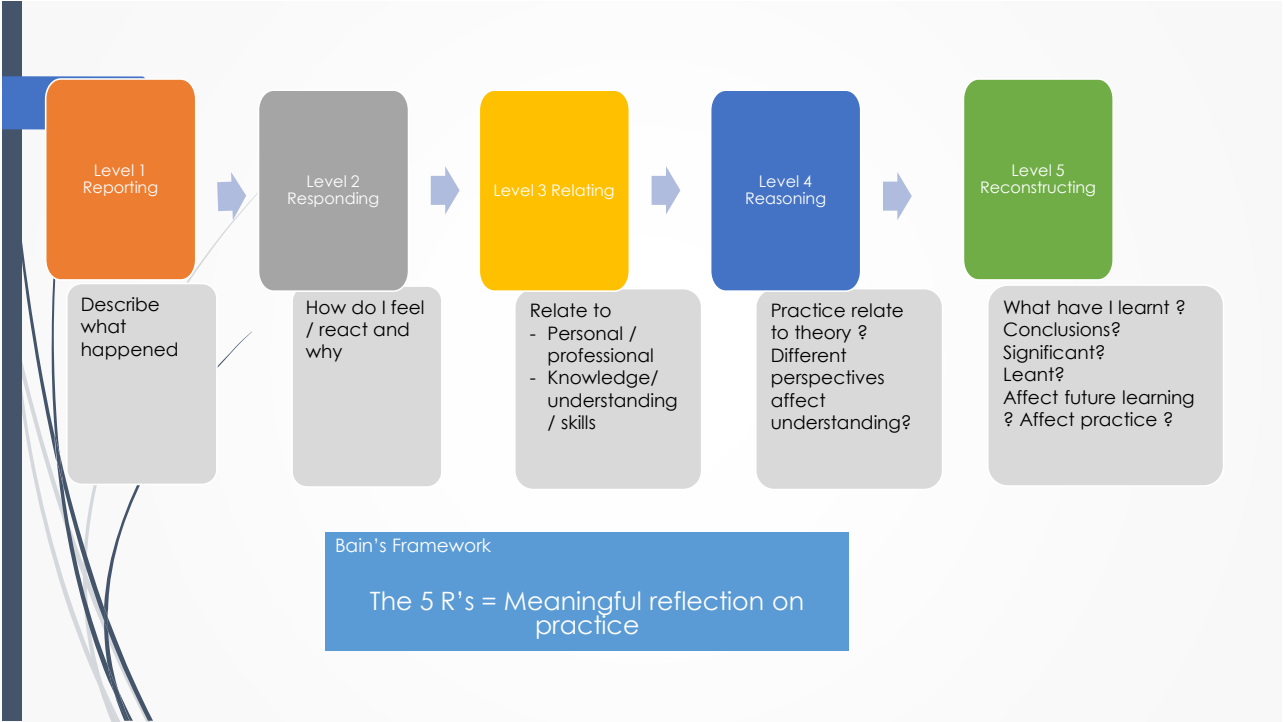 Level 1
Reporting
Describe
what
happened
Level 2
Responding
How do I feel
/ react and
why
Level 3 Relating
Relate to
- Personal /
professional
- Knowledge/
understanding
/ skills
Level 4
Reasoning
Practice relate
to theory ?
Different
perspectives
affect
understanding?
Level 5
Reconstructing
What have I learnt ?
Conclusions?
Significant?
Leant?
Affect future learning
? Affect practice ?
Bain’s Framework
The 5 R’s = Meaningful reflection on
practice